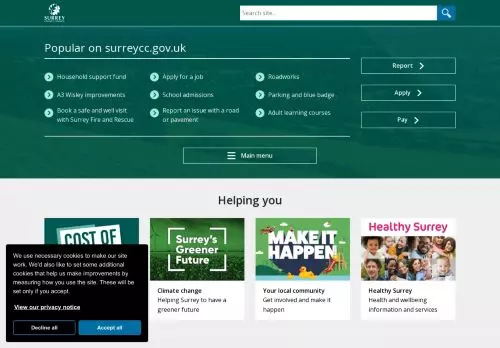 SURREY
Search site...
Popular on surreycc.gov.uk
Household support fund
Apply for a job
Roadworks
A3 Wisley improvements
School admissions
Parking and blue badge
Book a safe and well visit
with Surrey Fire and Rescue
Report an issue with a road
or pavement
Adult learning courses
Report
Apply
Pay
Main menu
Helping you
COST OF
Surrey's
Greener
Future
MAKE IT
HAPPEN
Healthy Surrey
Climate change
Helping Surrey to have a
greener future
Your local community
Get involved and make it
happen
Healthy Surrey
Health and wellbeing
information and services
We use necessary cookies to make our site
work. We'd also like to set some additional
cookies that help us make improvements by
measuring how you use the site. These will be
set only if you accept.
View our privacy notice
Decline all
Accept all